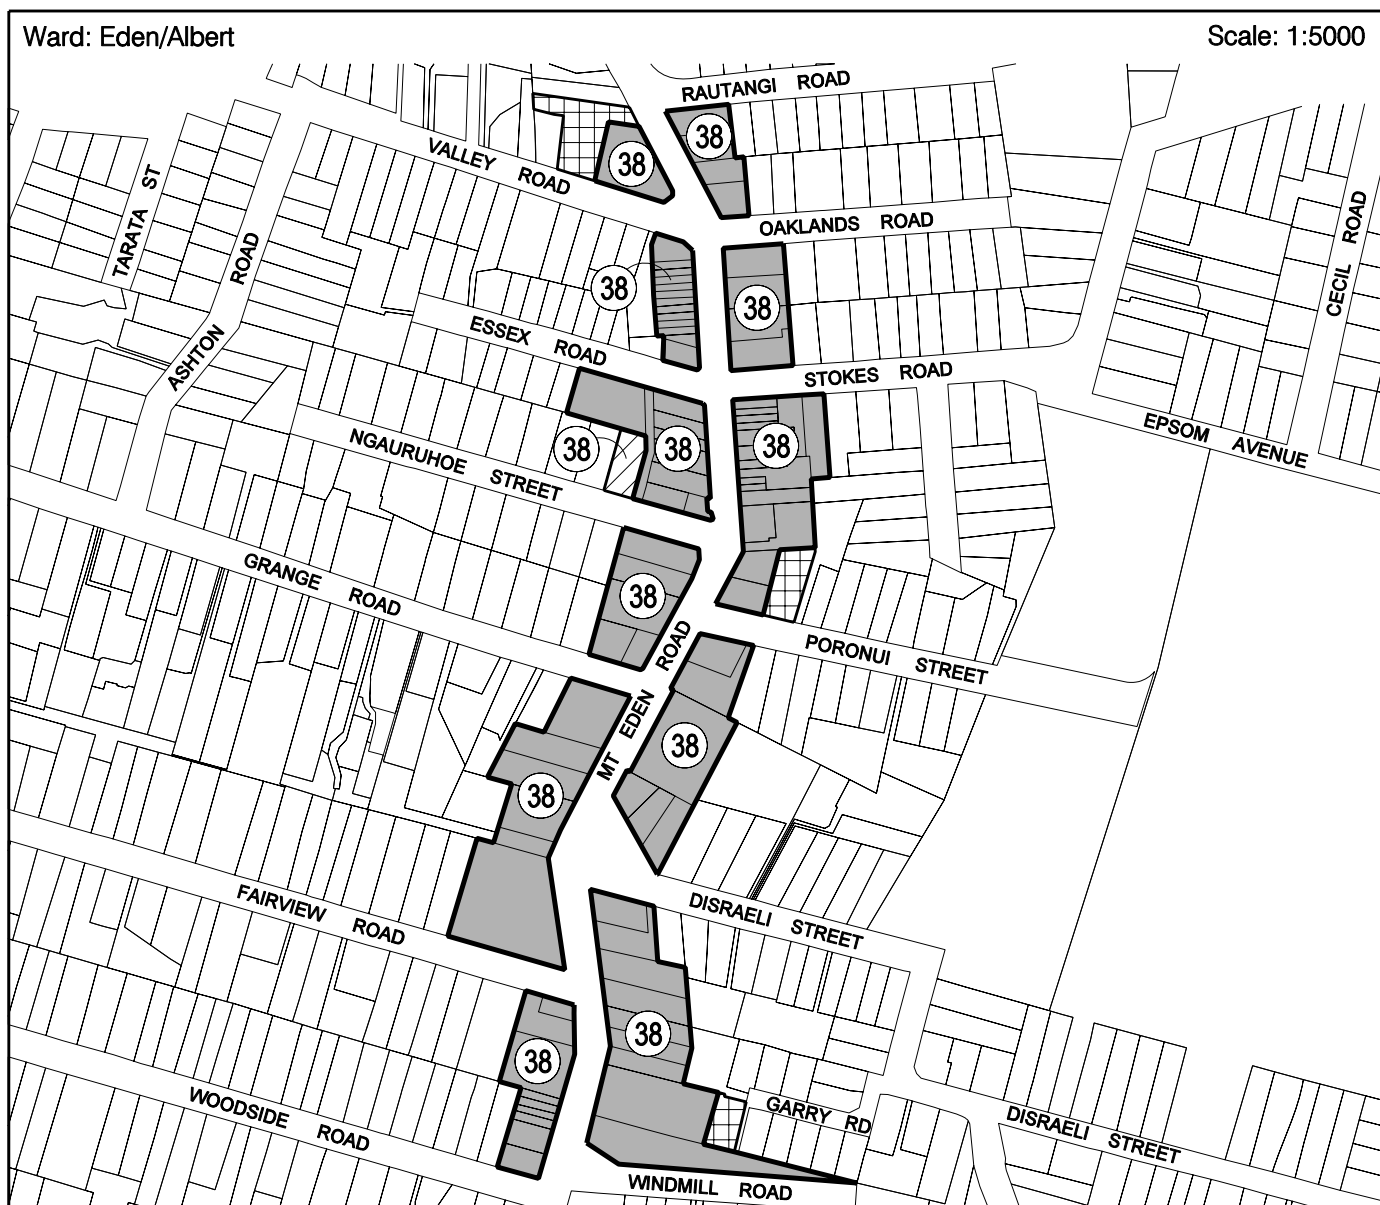 Ward: Eden/Albert
Scale: 1:5000
RAUTANGI ROAD
38
38
VALLEY ROAD
TARATA ST
OAKLANDS ROAD
ROAD
CECIL ROAD
38
38
ESSEX ROAD
ASHTON
STOKES ROAD
NGAURUHOE STREET
38
38
38
EPSOM AVENUE
GRANGE ROAD
38
MT EDEN ROAD
PORONUI STREET
38
38
FAIRVIEW ROAD
DISRAELI STREET
38
38
WOODSIDE ROAD
GARRY RD
DISRAELI STREET
WINDMILL ROAD